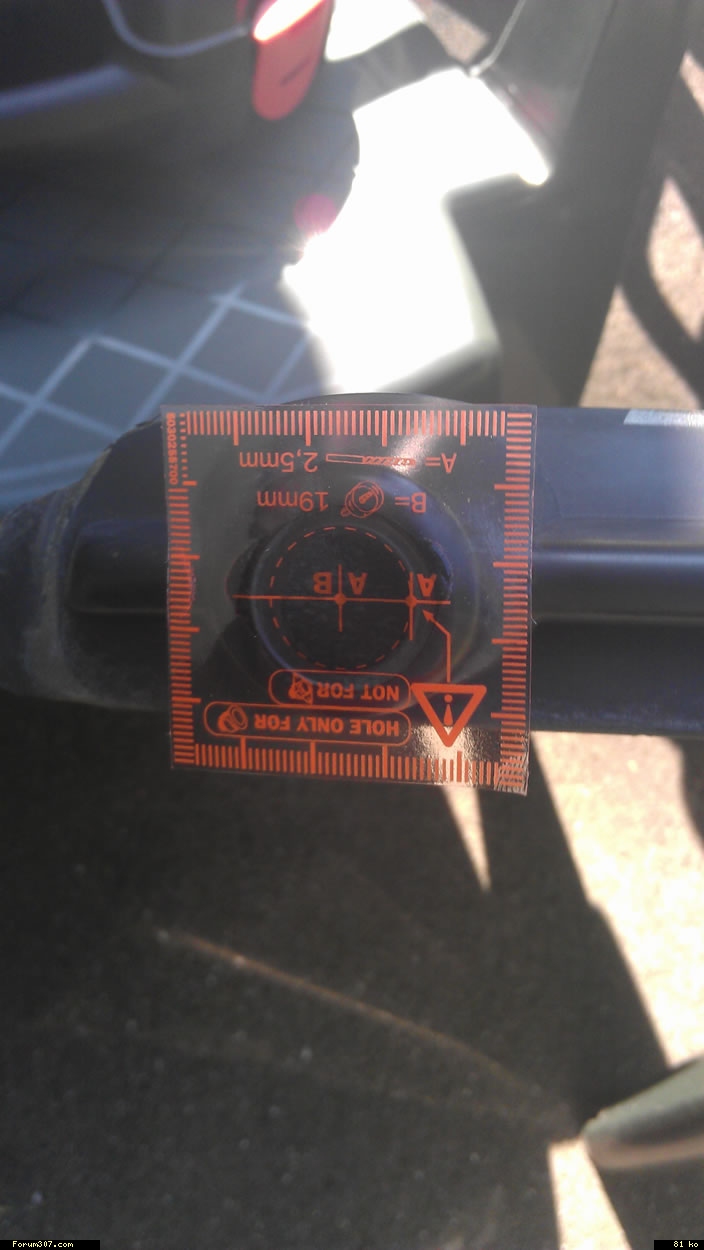 HOLE ONLY FOR
NOT FOR
A B
A
B= 19mm
A= 2,5mm
Forum307.com
81 ko